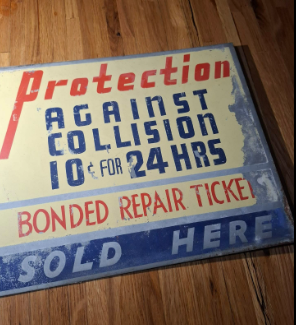 Protection
AGAINST
COLLISION
10¢ FOR 24 HRS
BONDED REPAIR TICKET
SOLD HERE